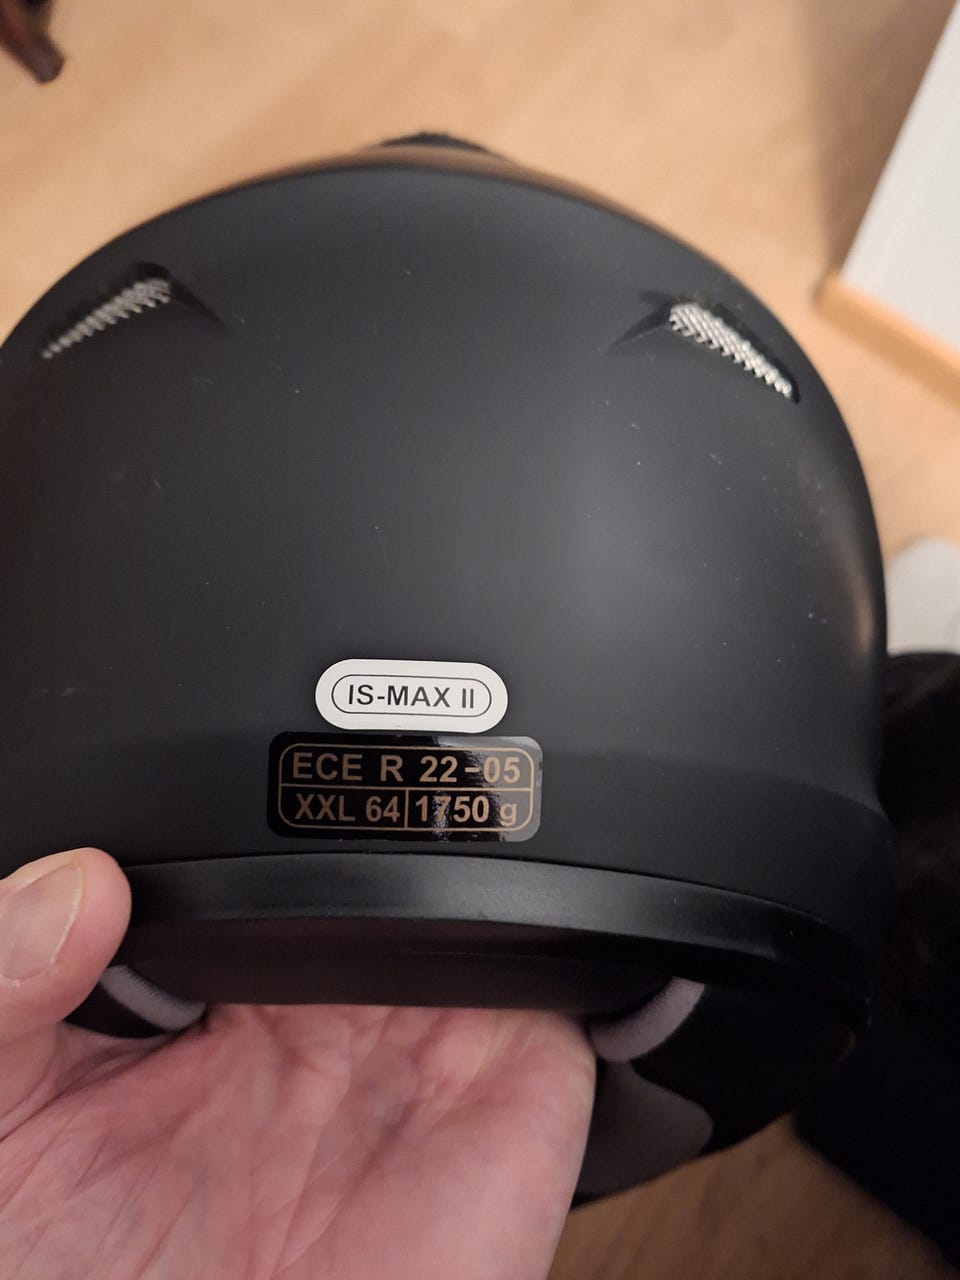 IS-MAX II
ECE R 22-05
XXL 64 1750 g